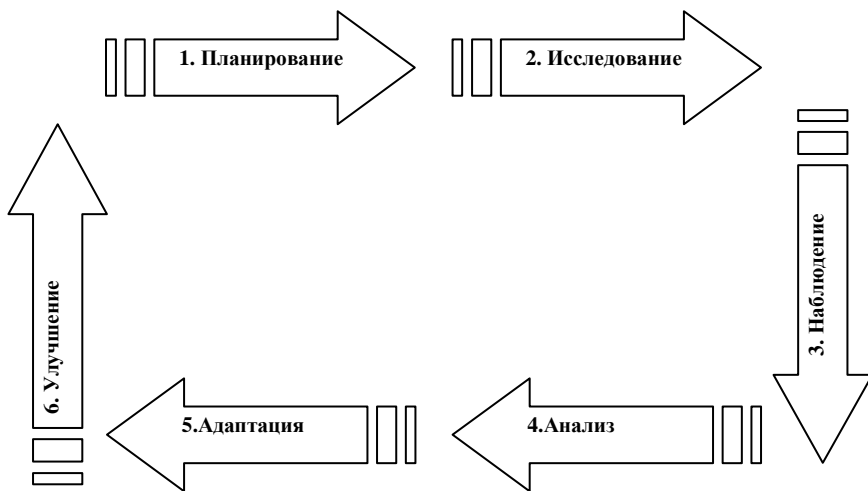 1. Планирование
2. Исследование
3. Наблюдение
4.Анализ
5.Адаптация
6. Улучшение